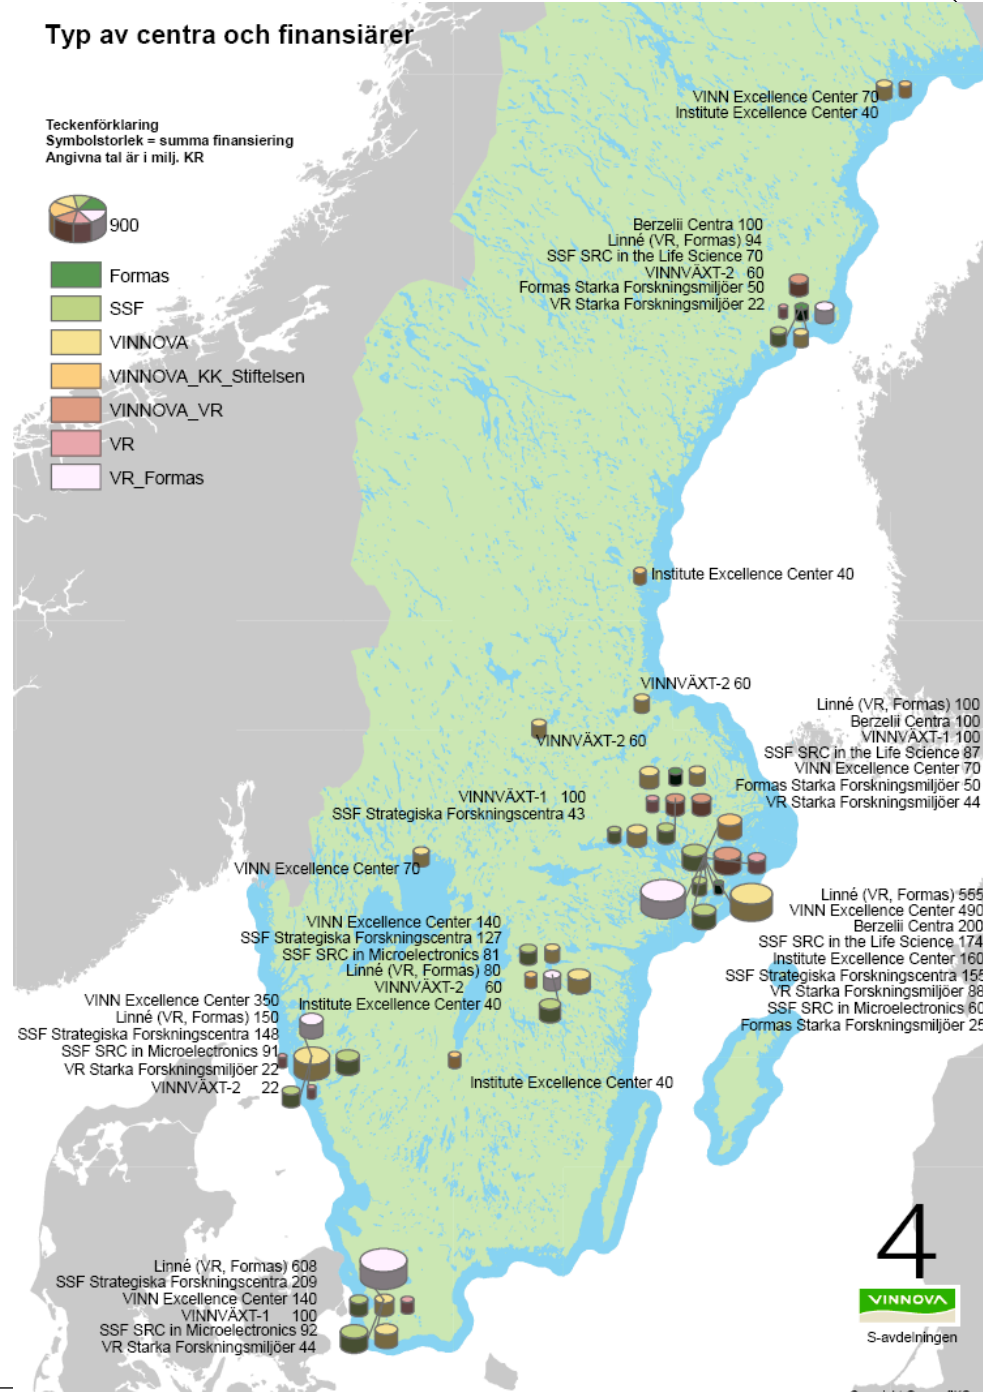 Typ av centra och finansiärer
Teckenförklaring
Symbolstorlek = summa finansiering
Angivna tal är i milj. KR
900
Formas
SSF
VINNOVA
VINNOVA_KK_Stiftelsen
VINNOVA_VR
VR
VR_Formas
VINN Excellence Center 70
Institute Excellence Center 40
Berzelii Centra 100
Linné (VR, Formas) 94
SSF SRC in the Life Science 70
VINNVÄXT-2 60
Formas Starka Forskningsmiljöer 50
VR Starka Forskningsmiljöer 22
Institute Excellence Center 40
VINNVÄXT-2 60
VINNVÄXT-2 60
Linné (VR, Formas) 100
Berzelii Centra 100
VINNVÄXT-1 100
SSF SRC in the Life Science 87
VINN Excellence Center 70
Formas Starka Forskningsmiljöer 50
VR Starka Forskningsmiljöer 44
VINNVÄXT-1 100
SSF Strategiska Forskningscentra 43
VINN Excellence Center 70
Linné (VR, Formas) 555
VINN Excellence Center 490
Berzelii Centra 200
SSF SRC in the Life Science 174
Institute Excellence Center 160
SSF Strategiska Forskningscentra 155
VR Starka Forskningsmiljöer 88
SSF SRC in Microelectronics 60
Formas Starka Forskningsmiljöer 25
VINN Excellence Center 140
SSF Strategiska Forskningscentra 127
SSF SRC in Microelectronics 81
Linné (VR, Formas) 80
VINNVÄXT-2 60
Institute Excellence Center 40
VINN Excellence Center 350
Linné (VR, Formas) 150
SSF Strategiska Forskningscentra 148
SSF SRC in Microelectronics 91
VR Starka Forskningsmiljöer 22
VINNVÄXT-2 22
Institute Excellence Center 40
Linné (VR, Formas) 608
SSF Strategiska Forskningscentra 209
VINN Excellence Center 140
VINNVÄXT-1 100
SSF SRC in Microelectronics 92
VR Starka Forskningsmiljöer 44
4
VINNOVA
S-avdelningen